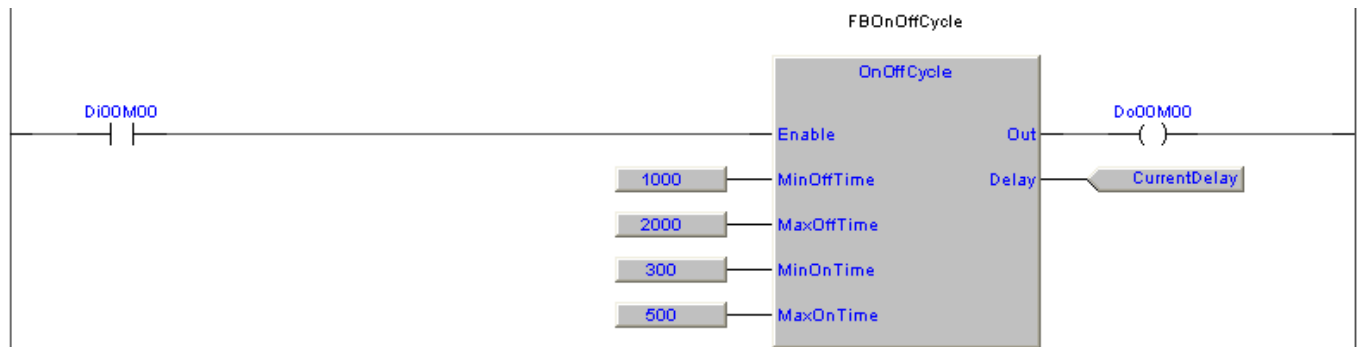 FBOnOffCycle
OnOffCycle
Di00M00
Do00M00
Enable Out
1000 MinOffTime Delay CurrentDelay
2000 MaxOffTime
300 MinOnTime
500 MaxOnTime